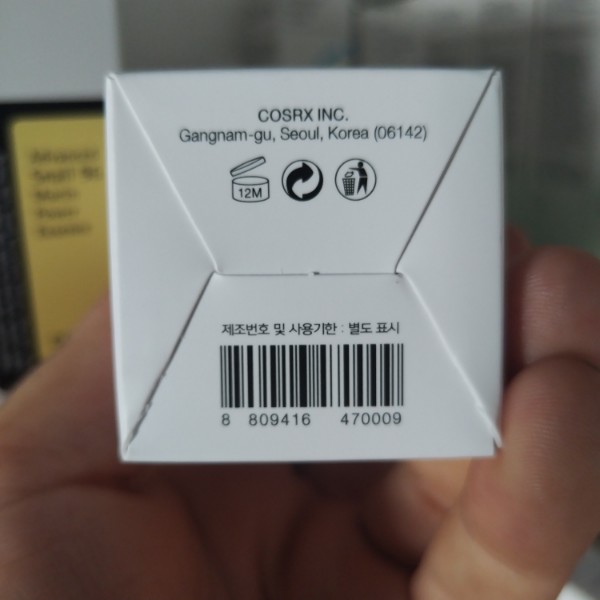 COSRX INC.
Gangnam-gu, Seoul, Korea (06142)
12M
제조번호 및 사용기한 : 별도 표시
8 809416 470009